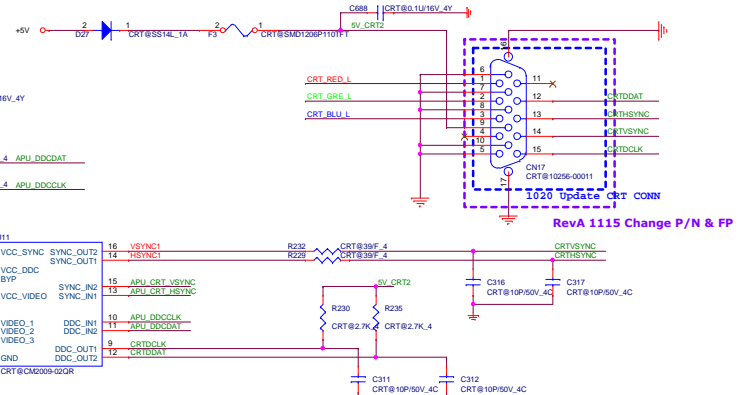 C688 CRT@0.1U/16V_4Y
+5V 2 1 2 1 5V_CRT2
D27 CRT@SS14L_1A F3 CRT@SMD1206P110TFT
16
6
CRT_RED_L 1 11
7
16V_4Y CRT_GRE_L 2 12 CRTDDAT
8
CRT_BLU_L 3 13 CRTHSYNC
9
4 14 CRTVSYNC
10
5 15 CRTDCLK
_4 APU_DDCDAT
CN17
CRT@10256-00011
17
_4 APU_DDCCLK
1020 Update CRT CONN
RevA 1115 Change P/N & FP
VCC_SYNC SYNC_OUT2 16 VSYNC1 R232 CRT@39/F_4 CRTVSYNC
SYNC_OUT1 14 HSYNC1 R229 CRT@39/F_4 CRTHSYNC
VCC_DDC
BYP
SYNC_IN2 15 APU_CRT_VSYNC
VCC_VIDEO SYNC_IN1 13 APU_CRT_HSYNC
5V_CRT2
C316 C317
CRT@10P/50V_4C CRT@10P/50V_4C
R230 R235
VIDEO_1 DDC_IN1 10 APU_DDCCLK
VIDEO_2 DDC_IN2 11 APU_DDCDAT
VIDEO_3
CRT@2.7K_4 CRT@2.7K_4
DDC_OUT1 9 CRTDCLK
GND DDC_OUT2 12 CRTDDAT
CRT@CM2009-02QR
C311 C312
CRT@10P/50V_4C CRT@10P/50V_4C